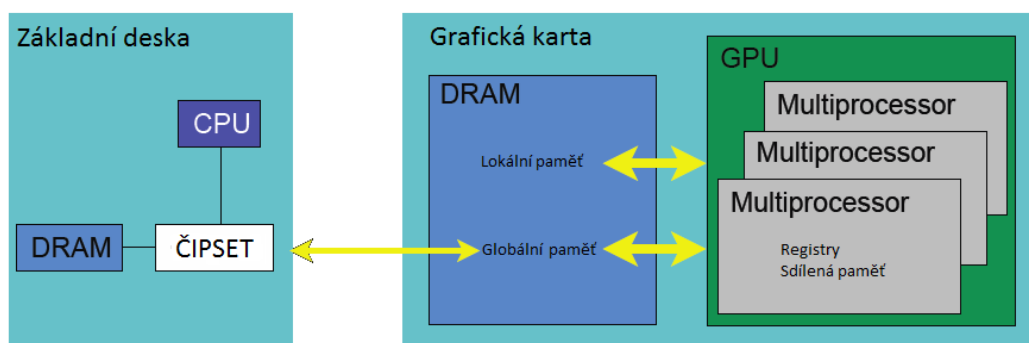 Základní deska
CPU
DRAM
ČIPSET
Grafická karta
DRAM
Lokální paměť
Globální paměť
GPU
Multiprocessor
Multiprocessor
Multiprocessor
Registry
Sdílená paměť